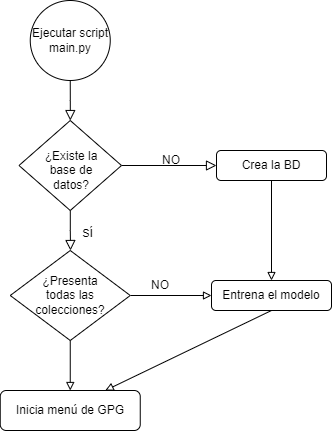 Ejecutar script
main.py
¿Existe la
base de
datos?
NO
Crea la BD
SÍ
¿Presenta
todas las
colecciones?
NO
Entrena el modelo
Inicia menú de GPG